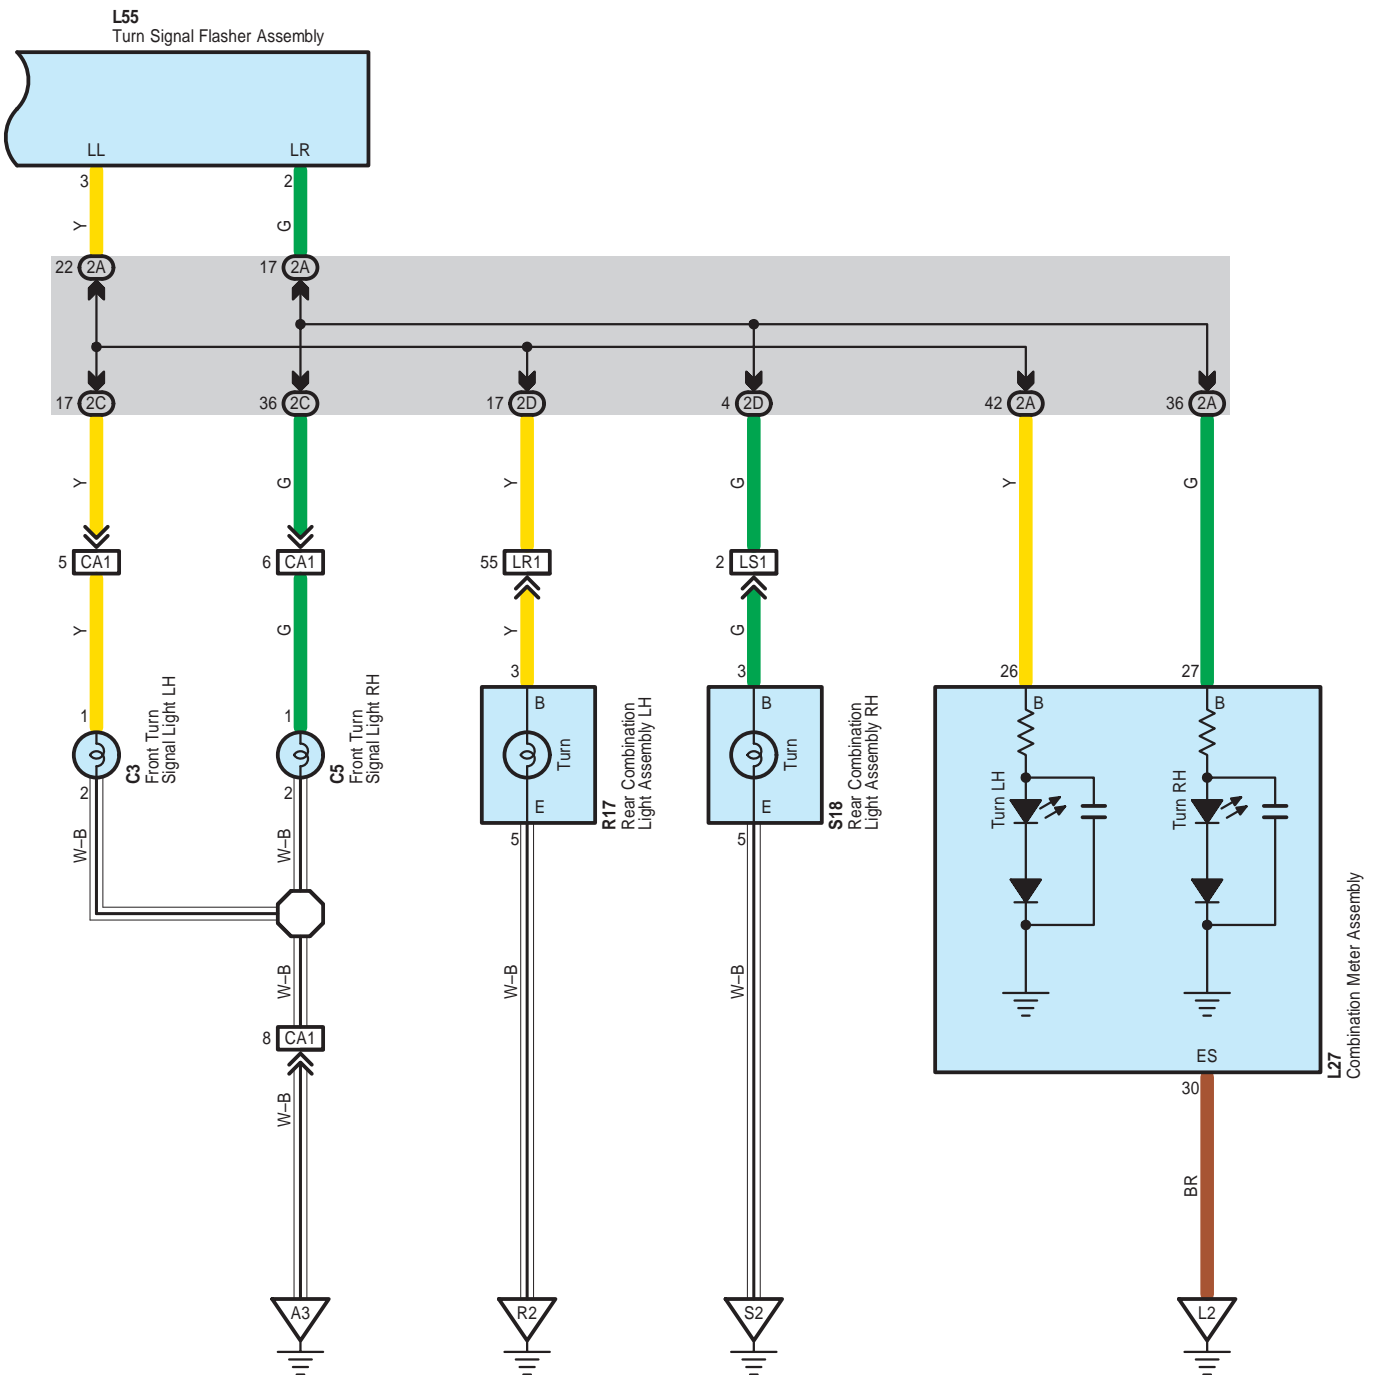 L55
Turn Signal Flasher Assembly
LL
LR
3
2
Y
G
22 2A
17 2A
17 2C
36 2C
17 2D
4 2D
42 2A
36 2A
Y
G
Y
G
Y
G
5 CA1
6 CA1
55 LR1
2 LS1
Y
G
Y
G
1
1
3
3
26
27
C3
Front Turn
Signal Light LH
C5
Front Turn
Signal Light RH
B
Turn
E
R17
Rear Combination
Light Assembly LH
B
Turn
E
S18
Rear Combination
Light Assembly RH
B
Turn LH
B
Turn RH
ES
L27
Combination Meter Assembly
2
2
5
5
W–B
W–B
W–B
W–B
W–B
8 CA1
W–B
30
BR
A3
R2
S2
L2